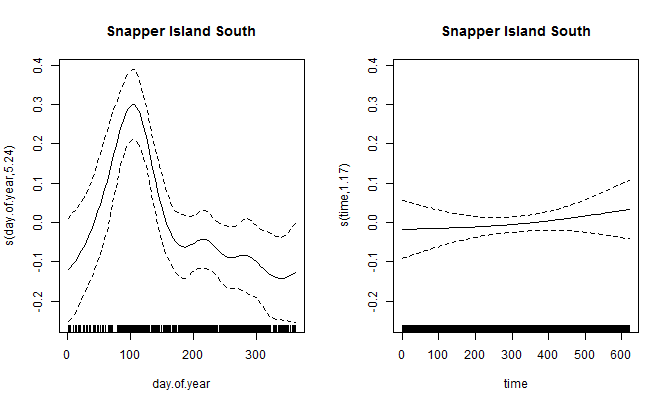 Snapper Island South
s(day.of.year,5.24)
0.4
0.3
0.2
0.1
0.0
-0.1
-0.2
0 100 200 300
day.of.year
Snapper Island South
s(time,1.17)
0.4
0.3
0.2
0.1
0.0
-0.1
-0.2
0 100 200 300 400 500 600
time